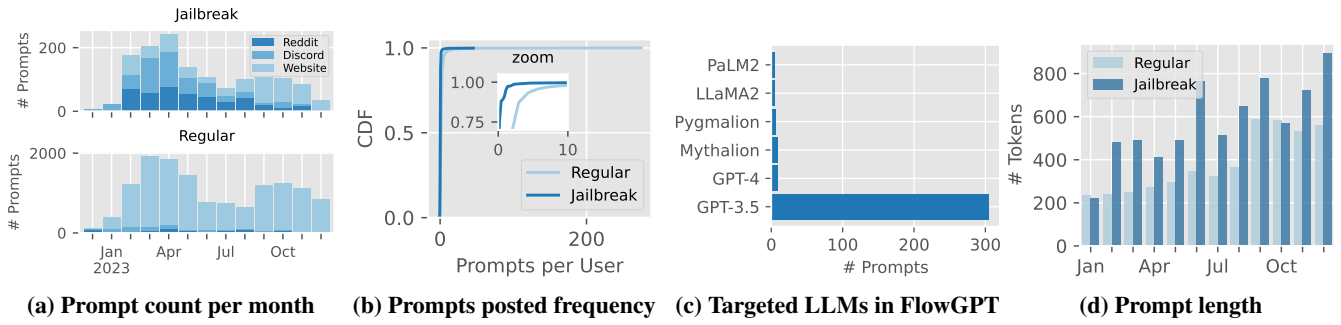 Jailbreak
# Prompts
200
0
Reddit
Discord
Website
Regular
# Prompts
2000
0
Jan
2023
Apr
Jul
Oct
(a) Prompt count per month
CDF
1.0
0.5
0.0
zoom
1.00
0.75
0
10
Regular
Jailbreak
0
200
Prompts per User
(b) Prompts posted frequency
PaLM2
LLaMA2
Pygmalion
Mythalion
GPT-4
GPT-3.5
0
100
200
300
# Prompts
(c) Targeted LLMs in FlowGPT
# Tokens
800
600
400
200
0
Regular
Jailbreak
Jan
Apr
Jul
Oct
(d) Prompt length